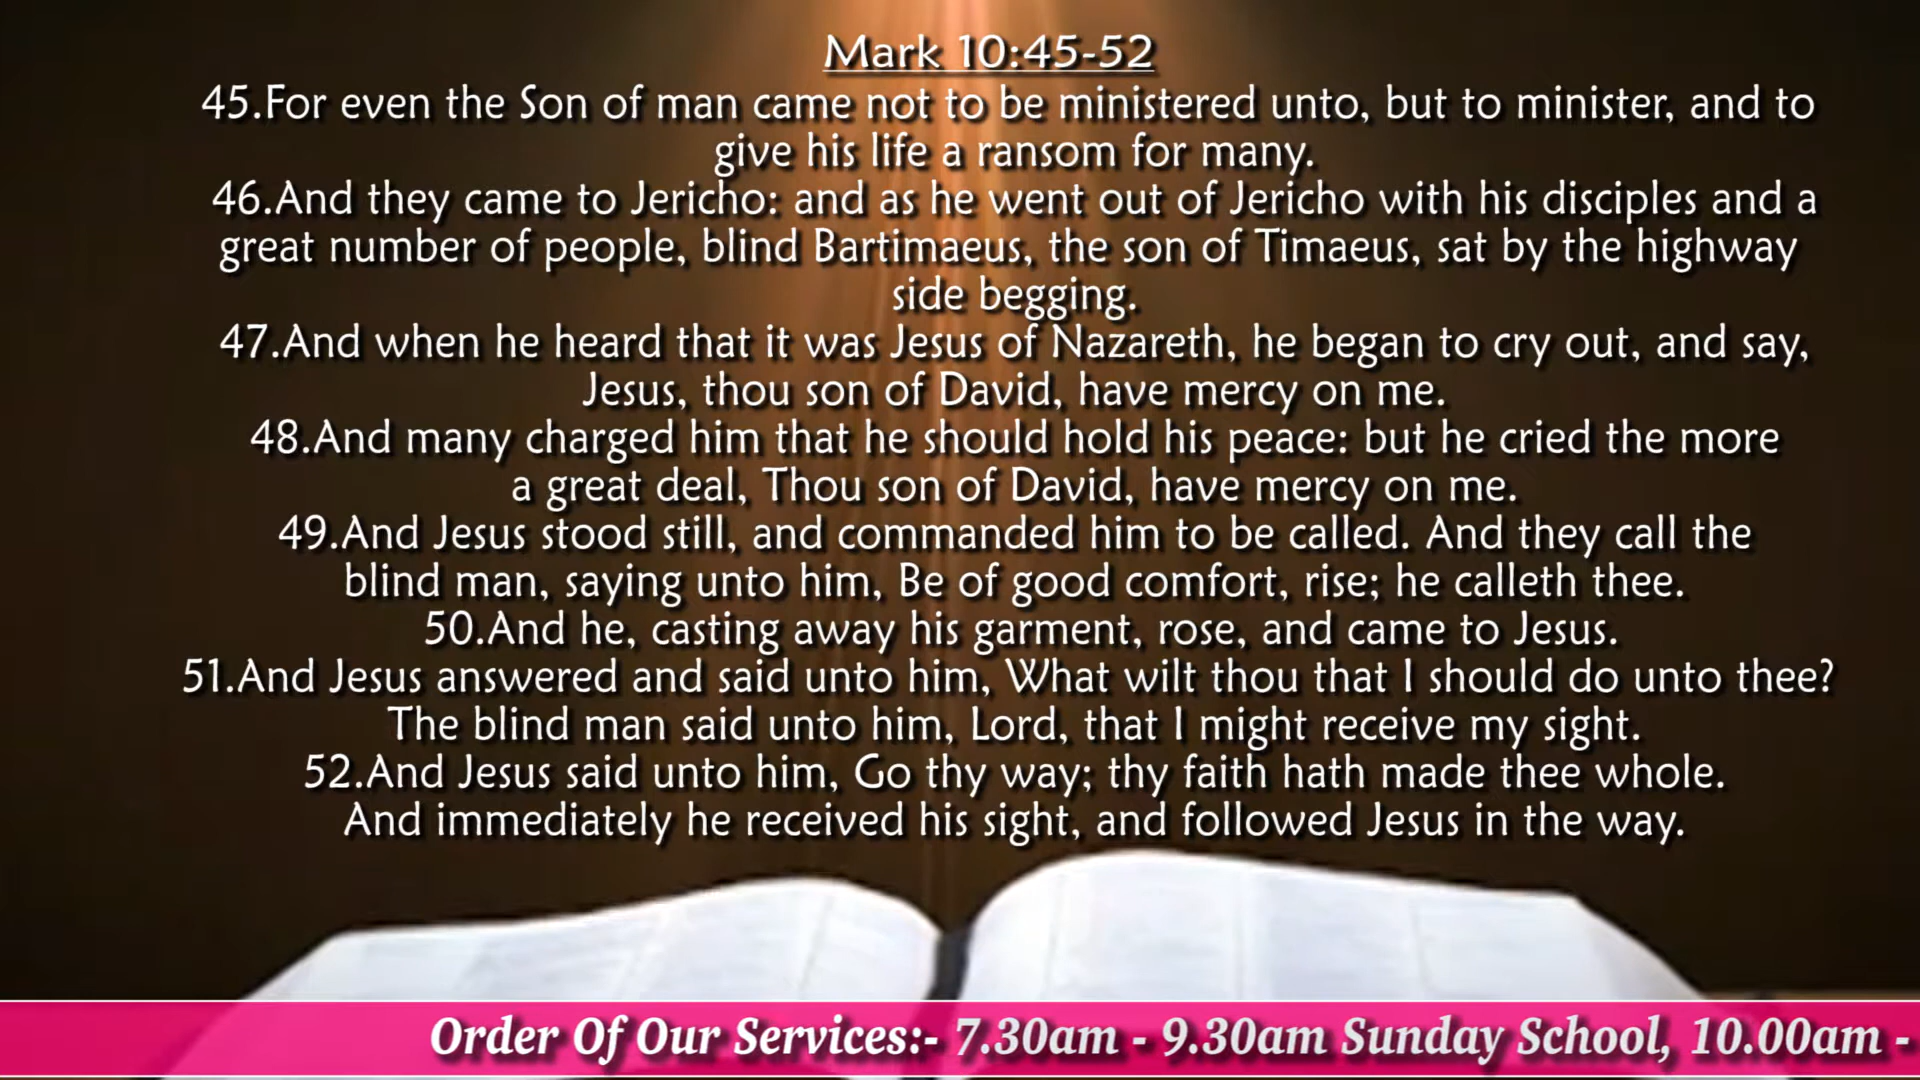 Mark 10:45-52
45.For even the Son of man came not to be ministered unto, but to minister, and to
give his life a ransom for many.
46.And they came to Jericho: and as he went out of Jericho with his disciples and a
great number of people, blind Bartimaeus, the son of Timaeus, sat by the highway
side begging.
47.And when he heard that it was Jesus of Nazareth, he began to cry out, and say,
Jesus, thou son of David, have mercy on me.
48.And many charged him that he should hold his peace: but he cried the more
a great deal, Thou son of David, have mercy on me.
49.And Jesus stood still, and commanded him to be called. And they call the
blind man, saying unto him, Be of good comfort, rise; he calleth thee.
50.And he, casting away his garment, rose, and came to Jesus.
51.And Jesus answered and said unto him, What wilt thou that I should do unto thee?
The blind man said unto him, Lord, that I might receive my sight.
52.And Jesus said unto him, Go thy way; thy faith hath made thee whole.
And immediately he received his sight, and followed Jesus in the way.
Order Of Our Services:- 7.30am - 9.30am Sunday School, 10.00am -